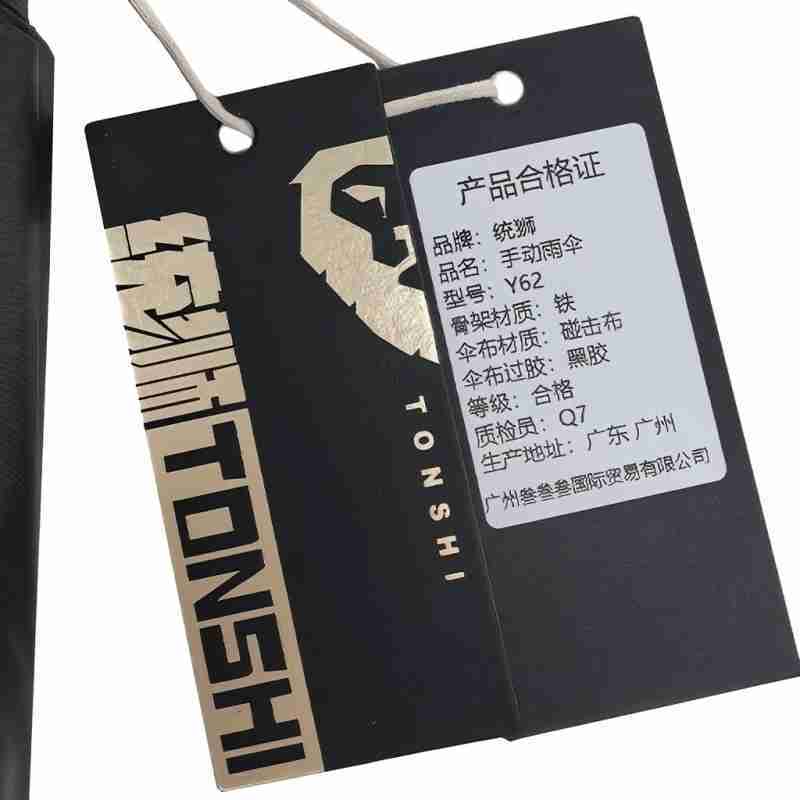 统狮TONSHI
TONSHI
产品合格证
品牌：统狮
品名：手动雨伞
型号：Y62
骨架材质：铁
伞布材质：碰击布
伞布过胶：黑胶
等级：合格
质检员：Q7
生产地址：广东 广州
广州叁叁叁国际贸易有限公司